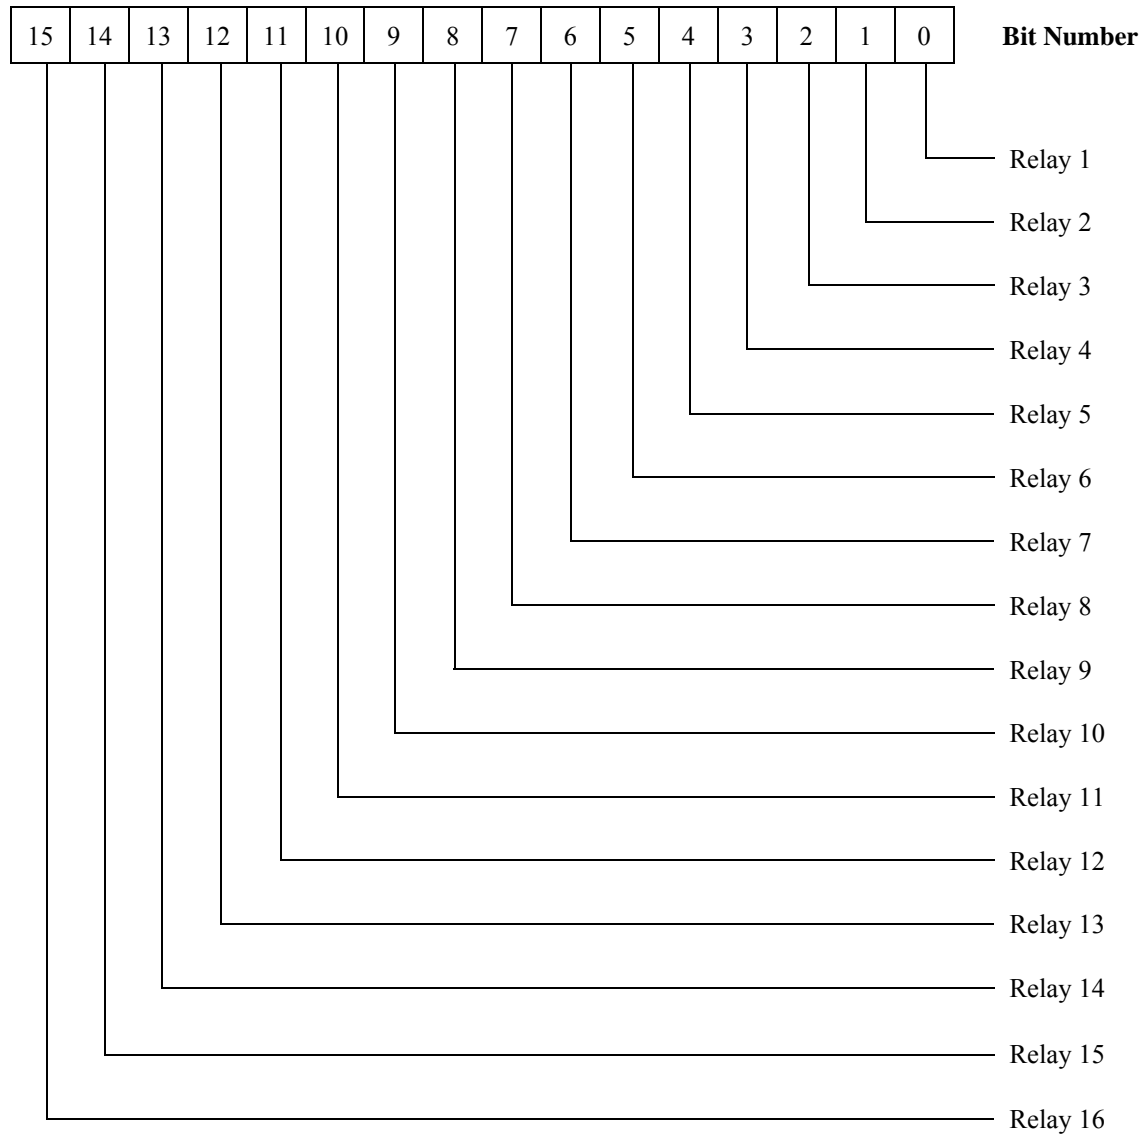 15 14 13 12 11 10 9 8 7 6 5 4 3 2 1 0 Bit Number
Relay 1
Relay 2
Relay 3
Relay 4
Relay 5
Relay 6
Relay 7
Relay 8
Relay 9
Relay 10
Relay 11
Relay 12
Relay 13
Relay 14
Relay 15
Relay 16